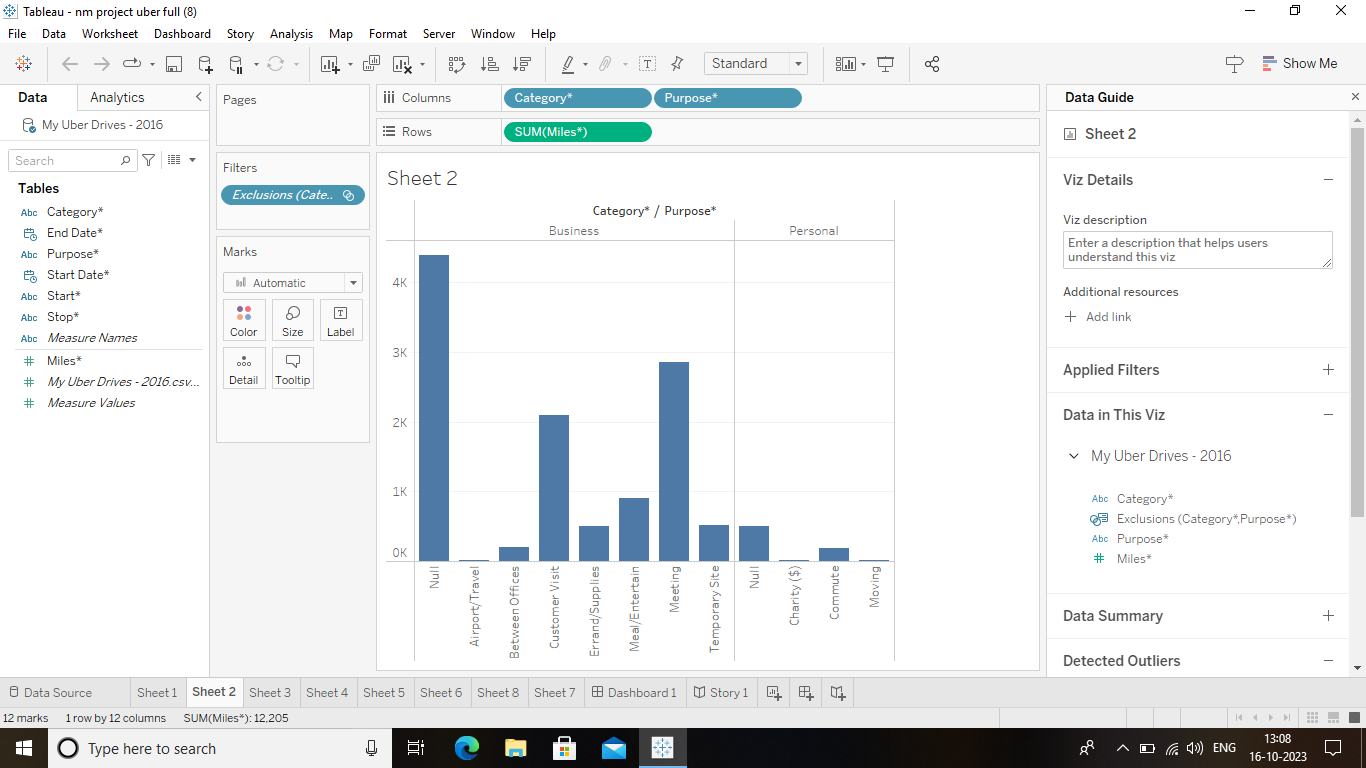 Tableau - nm project uber full (8)
File Data Worksheet Dashboard Story Analysis Map Format Server Window Help
Standard
Show Me
Data Analytics
My Uber Drives - 2016
Search
Tables
Abc Category*
End Date*
Abc Purpose*
Start Date*
Abc Start*
Abc Stop*
Abc Measure Names
# Miles*
# My Uber Drives - 2016.csv...
# Measure Values
Pages
Filters
Exclusions (Cate..
Marks
Automatic
Color Size Label
Detail Tooltip
Columns Category* Purpose*
Rows SUM(Miles*)
Sheet 2
Category* / Purpose*
Business Personal
4K
3K
2K
1K
0K
Null
Airport/Travel
Between Offices
Customer Visit
Errand/Supplies
Meal/Entertain
Meeting
Temporary Site
Null
Charity ($)
Commute
Moving
Data Guide
Sheet 2
Viz Details
Viz description
Enter a description that helps users
understand this viz
Additional resources
Add link
Applied Filters
Data in This Viz
My Uber Drives - 2016
Abc Category*
Exclusions (Category*,Purpose*)
Abc Purpose*
# Miles*
Data Summary
Detected Outliers
Data Source Sheet 1 Sheet 2 Sheet 3 Sheet 4 Sheet 5 Sheet 6 Sheet 8 Sheet 7 Dashboard 1 Story 1
12 marks 1 row by 12 columns SUM(Miles*): 12,205
Type here to search
ENG
13:08
16-10-2023